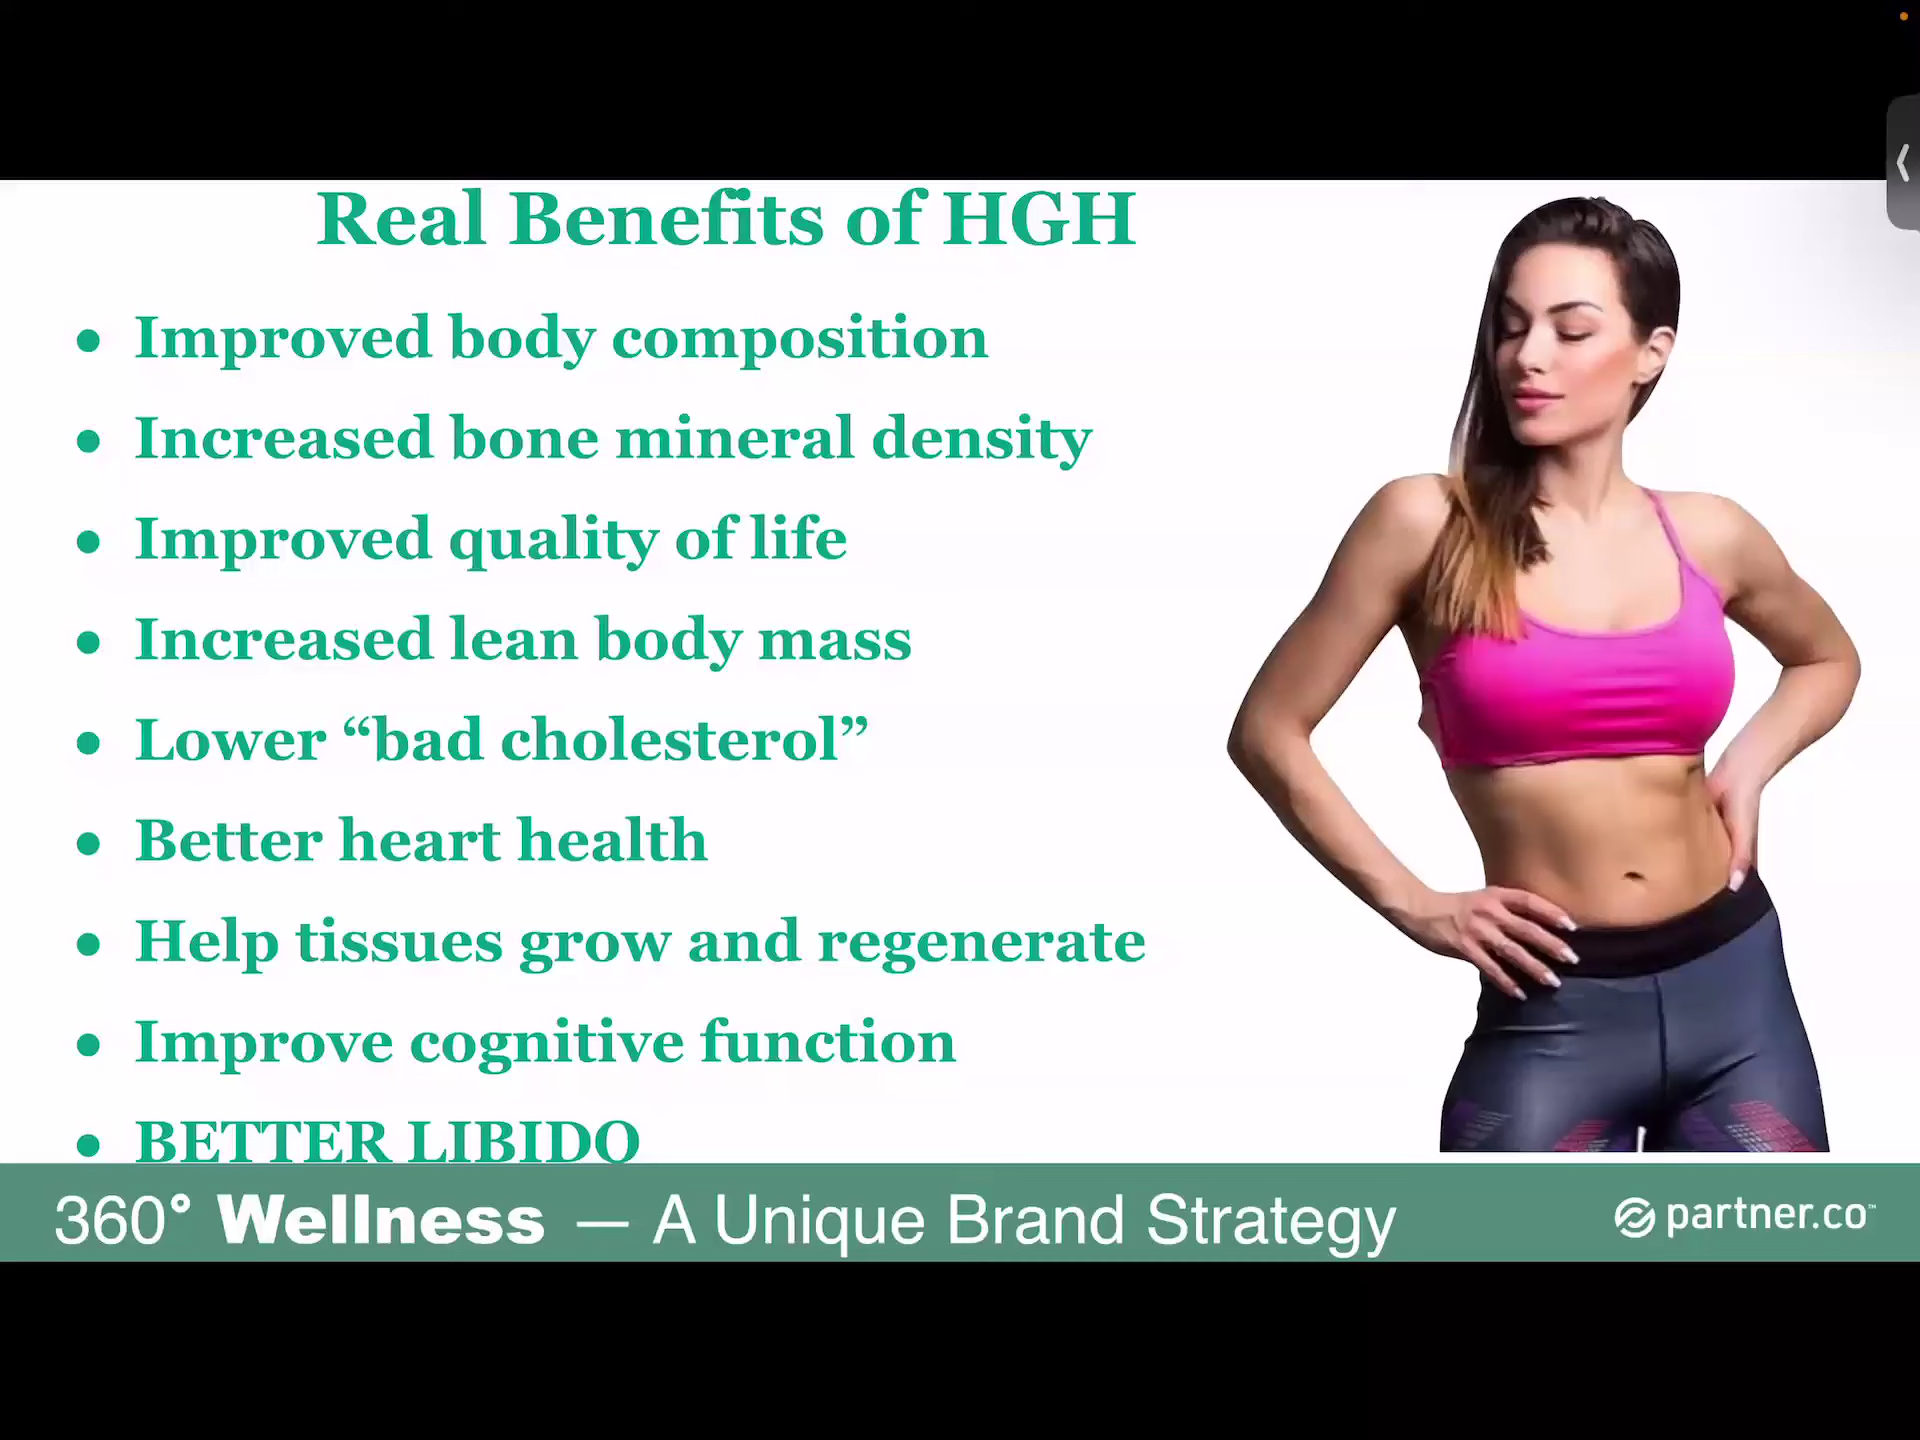 Real Benefits of HGH
• Improved body composition
• Increased bone mineral density
• Improved quality of life
• Increased lean body mass
• Lower “bad cholesterol”
• Better heart health
• Help tissues grow and regenerate
• Improve cognitive function
• BETTER LIBIDO
360° Wellness — A Unique Brand Strategy
partner.co™